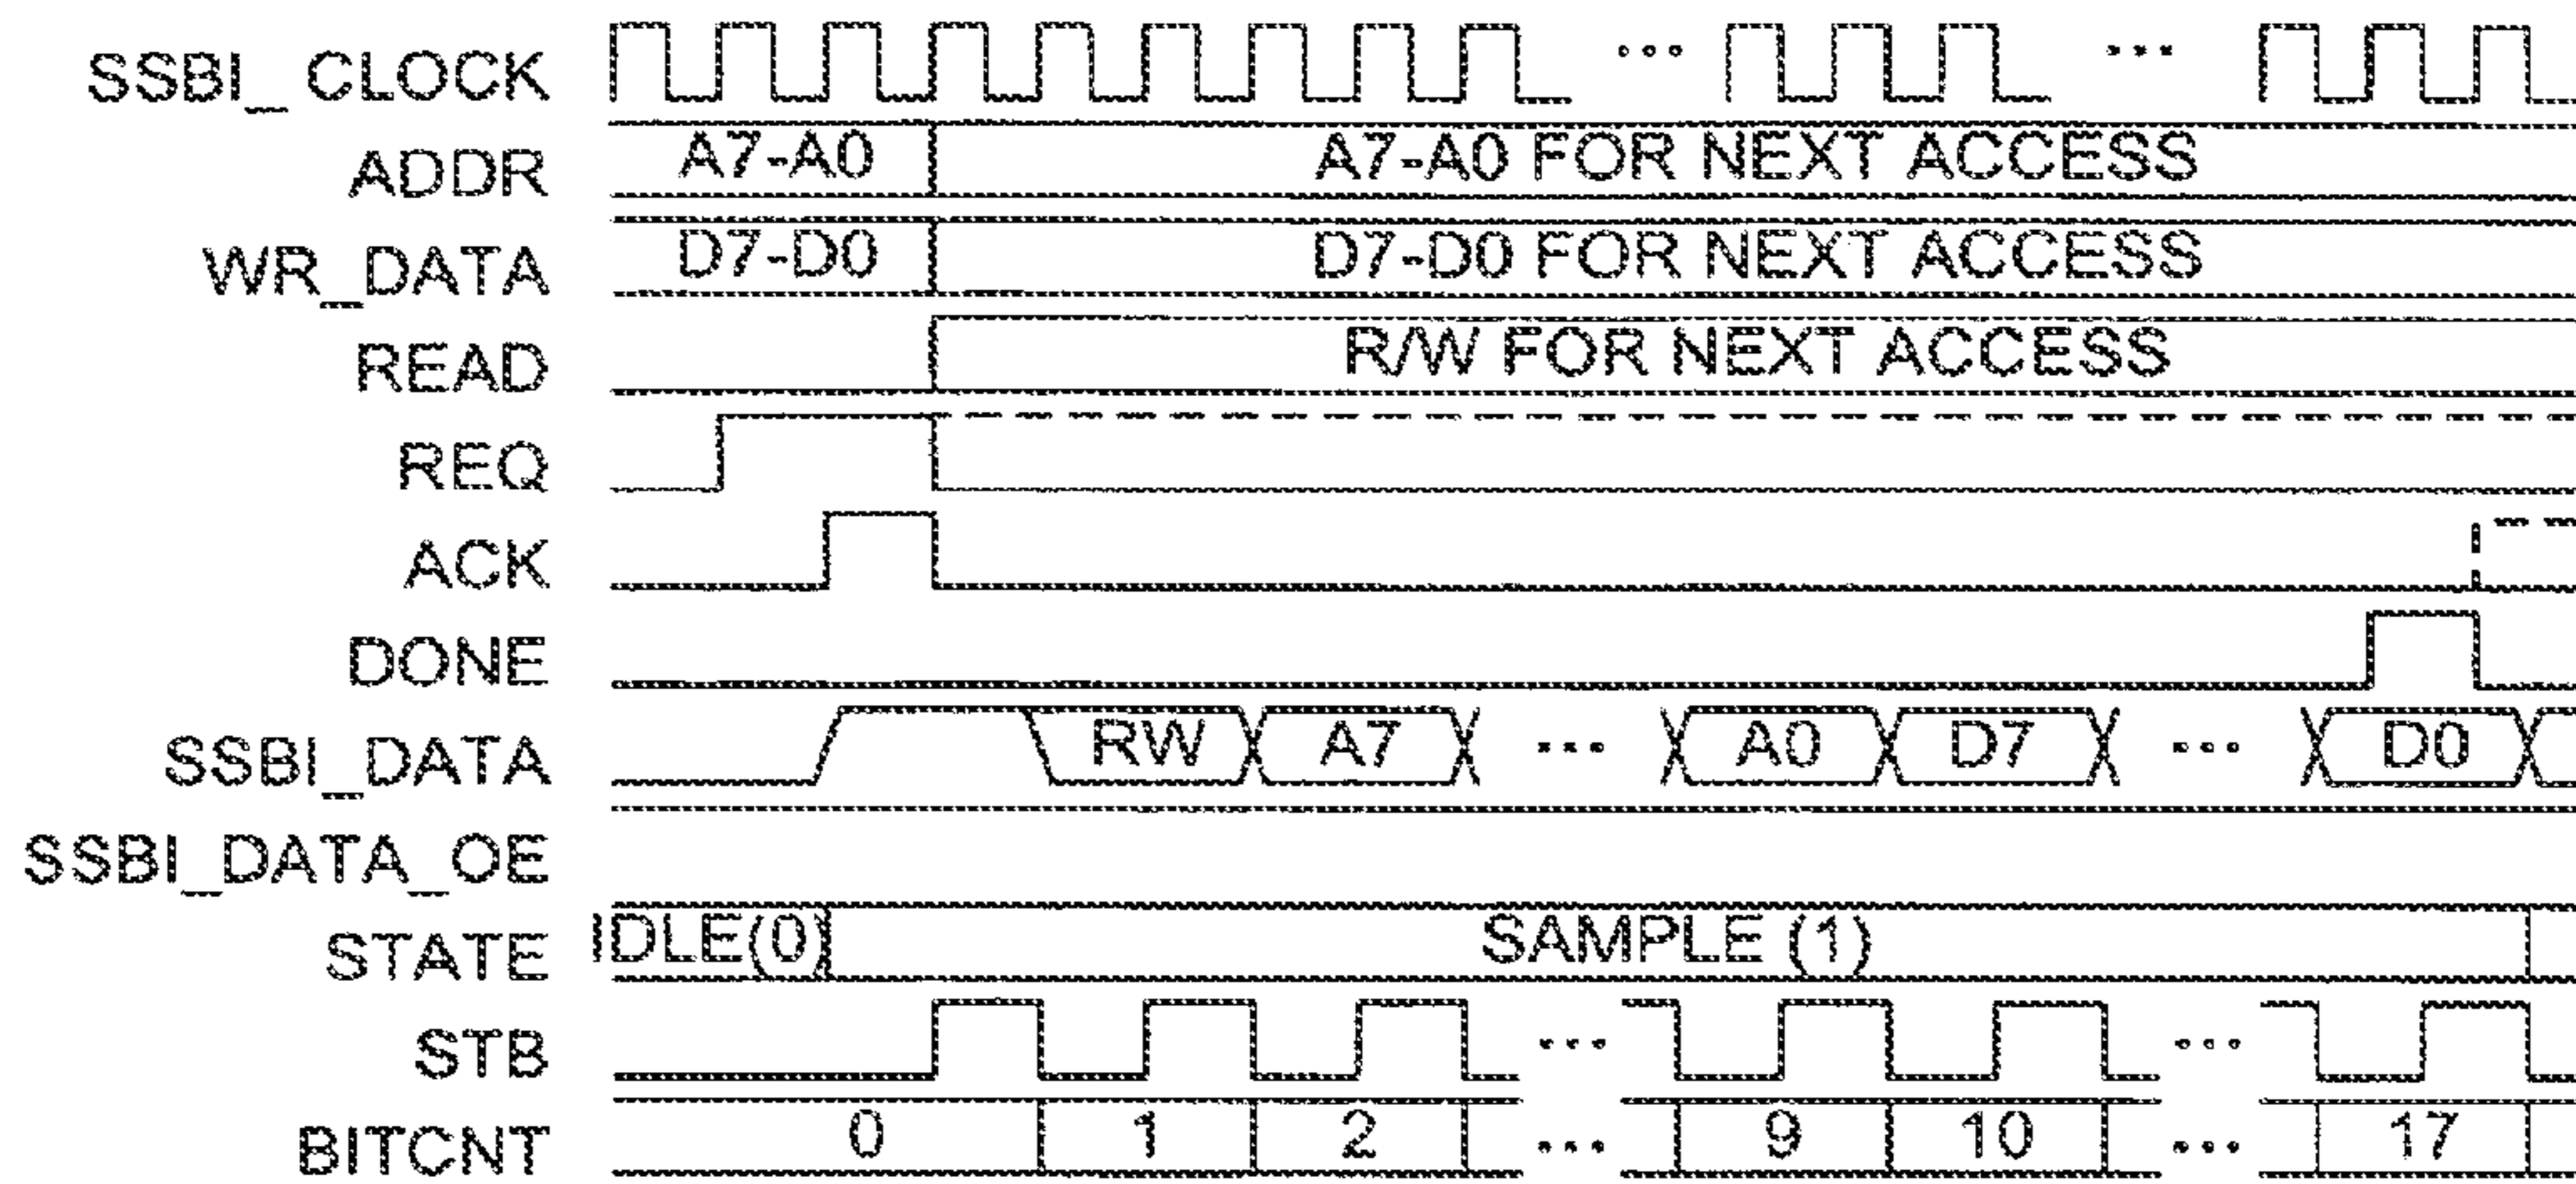 SSBI_ CLOCK ... ...
ADDR A7-A0 A7-A0 FOR NEXT ACCESS
WR_DATA D7-D0 D7-D0 FOR NEXT ACCESS
READ R/W FOR NEXT ACCESS
REQ
ACK
DONE
SSBI_DATA RW A7 ... A0 D7 ... D0
SSBI_DATA_OE
STATE IDLE(0) SAMPLE (1)
STB ... ...
BITCNT 0 1 2 ... 9 10 ... 17